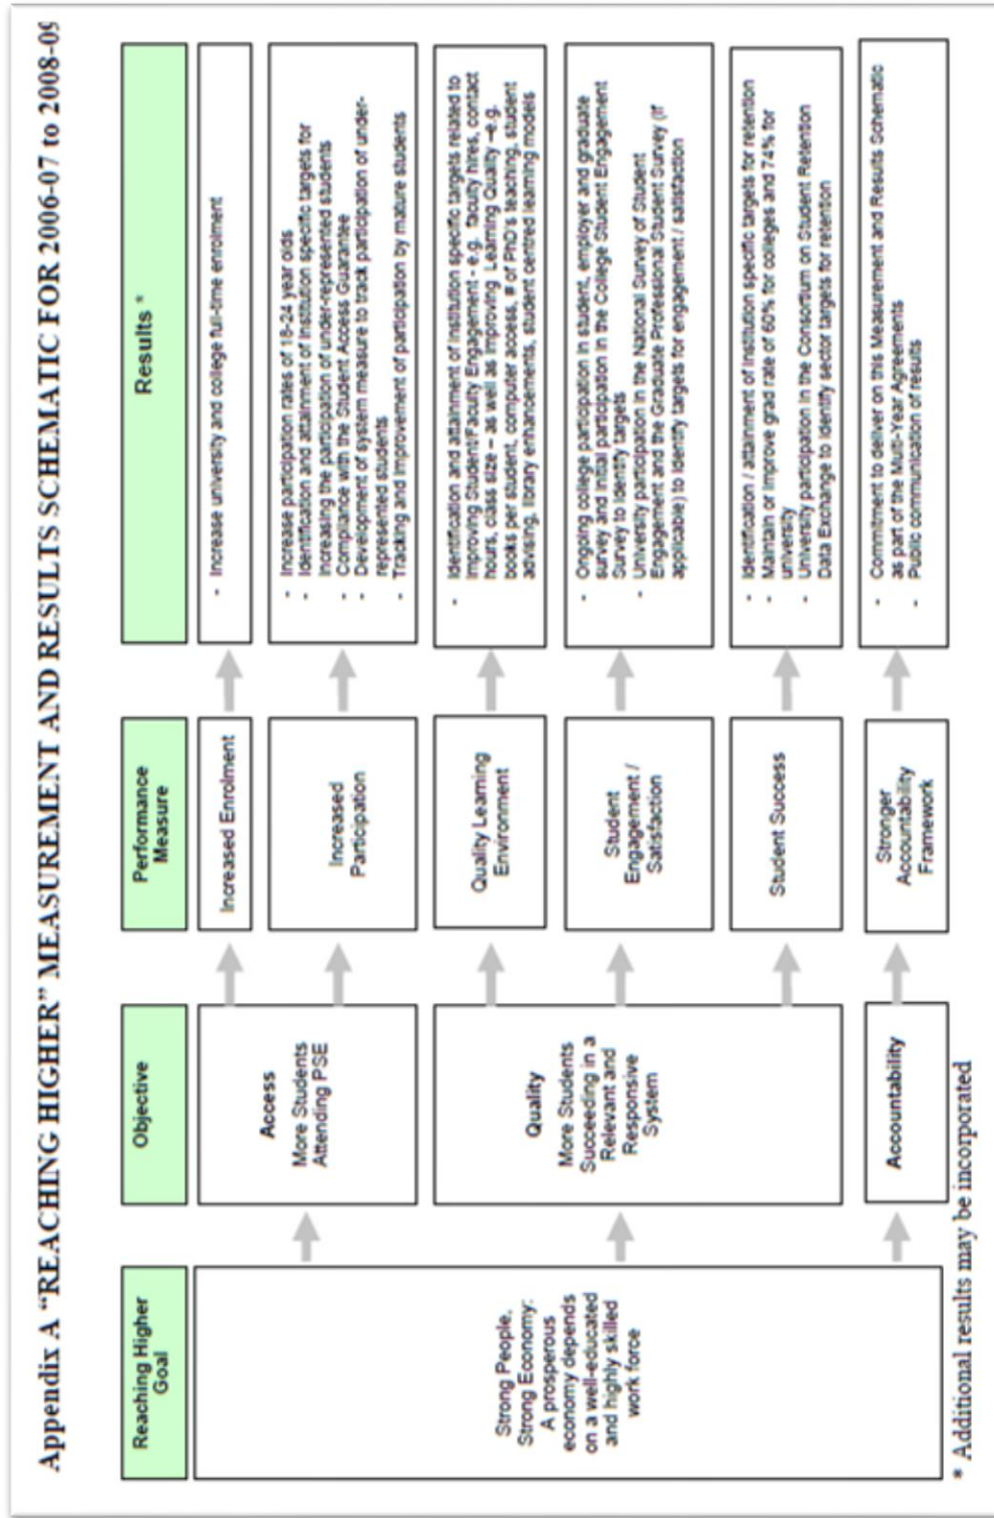 Appendix A “REACHING HIGHER” MEASUREMENT AND RESULTS SCHEMATIC FOR 2006-07 to 2008-09
Reaching Higher
Goal
Objective
Performance
Measure
Results *
Strong People,
Strong Economy:
A prosperous
economy depends
on a well-educated
and highly skilled
work force
Access
More Students
Attending PSE
Increased Enrolment
- Increase university and college full-time enrolment
Increased
Participation
- Increase participation rates of 18-24 year olds
- Identification and attainment of institution specific targets for
increasing the participation of under-represented students
- Compliance with the Student Access Guarantee
- Development of system measure to track participation of under-
represented students
- Tracking and improvement of participation by mature students
Quality
More Students
Succeeding in a
Relevant and
Responsive
System
Quality Learning
Environment
- Identification and attainment of institution specific targets related to
improving Student/Faculty Engagement - e.g. faculty hires, contact
hours, class size – as well as improving Learning Quality –e.g.
books per student, computer access, # of PhD's teaching, student
advising, library enhancements, student centred learning models
Student
Engagement /
Satisfaction
- Ongoing college participation in student, employer and graduate
survey and initial participation in the College Student Engagement
Survey to identify targets
- University participation in the National Survey of Student
Engagement and the Graduate Professional Student Survey (if
applicable) to identify targets for engagement / satisfaction
Student Success
- Identification / attainment of institution specific targets for retention
- Maintain or improve grad rate of 60% for colleges and 74% for
university
- University participation in the Consortium on Student Retention
Data Exchange to identify sector targets for retention
Accountability
Stronger
Accountability
Framework
- Commitment to deliver on this Measurement and Results Schematic
as part of the Multi-Year Agreements
- Public communication of results
* Additional results may be incorporated